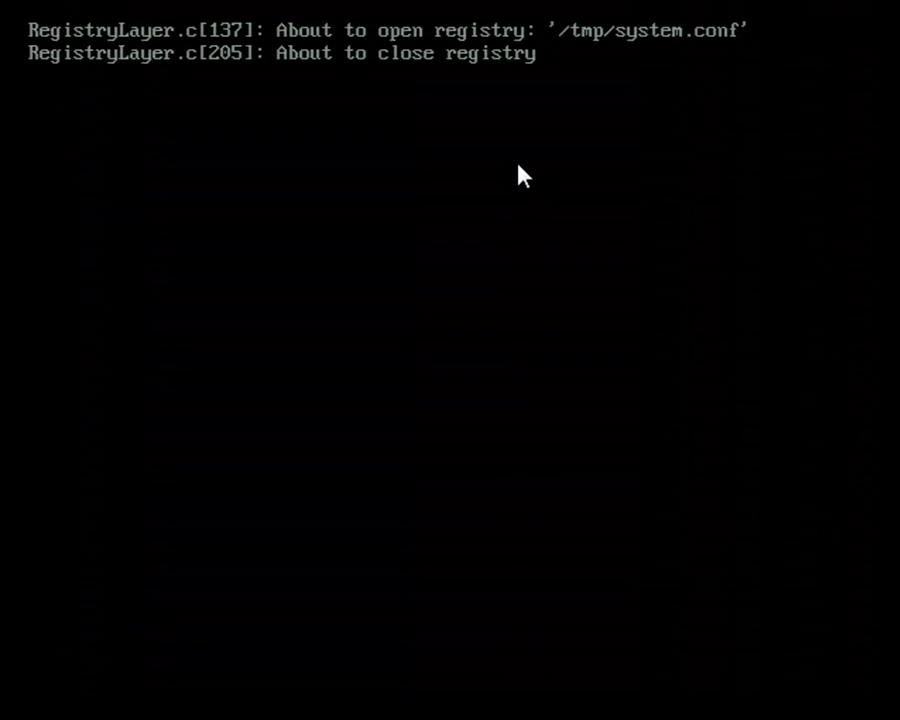 RegistryLayer.c[137]: About to open registry: '/tmp/system.conf'
RegistryLayer.c[205]: About to close registry